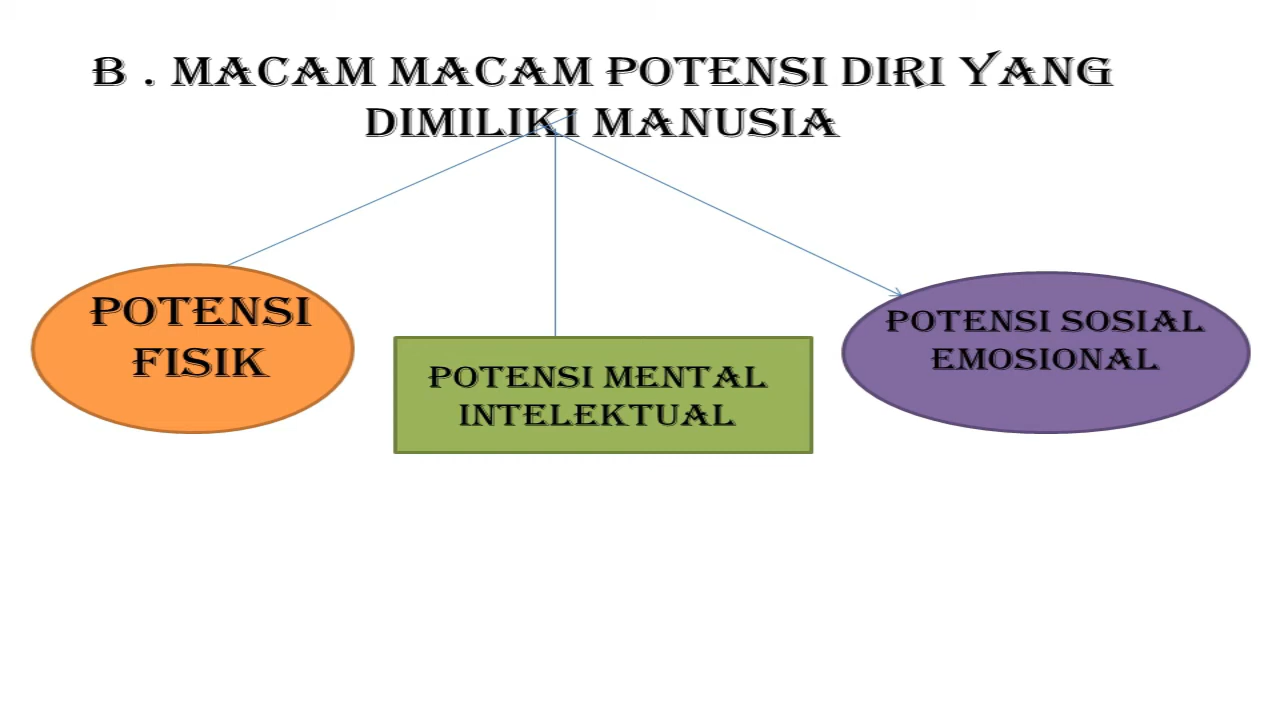 B . MACAM MACAM POTENSI DIRI YANG
DIMILIKI MANUSIA
POTENSI
FISIK
POTENSI MENTAL
INTELEKTUAL
POTENSI SOSIAL
EMOSIONAL